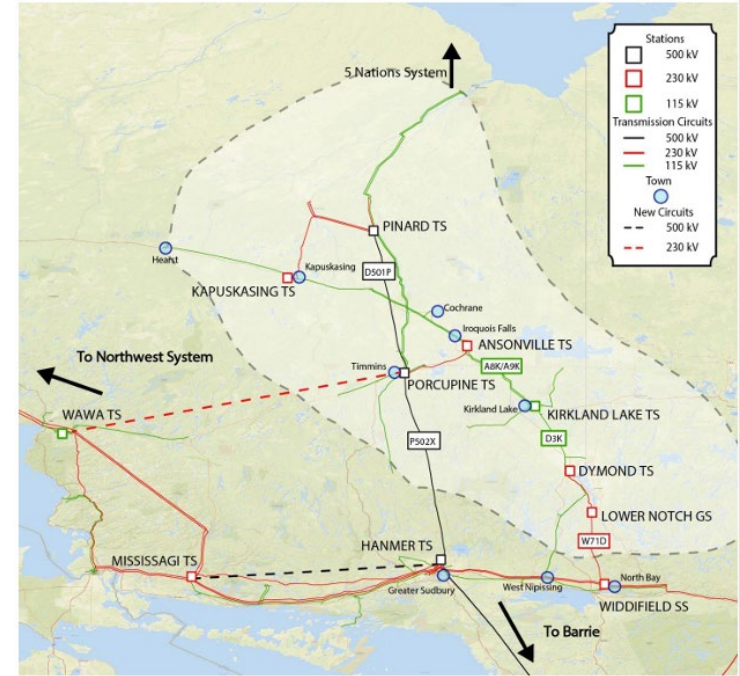 Stations
500 kV
230 kV
115 kV
Transmission Circuits
500 kV
230 kV
115 kV
Town
New Circuits
500 kV
230 kV
5 Nations System
PINARD TS
Hearst
Kapuskasing
KAPUSKASING TS
D501P
Cochrane
Iroquois Falls
ANSONVILLE TS
To Northwest System
Timmins
A8K/A9K
PORCUPINE TS
WAWA TS
Kirkland Lake
KIRKLAND LAKE TS
P502X
D3K
DYMOND TS
LOWER NOTCH GS
W71D
HANMER TS
MISSISSAGI TS
Greater Sudbury
West Nipissing
North Bay
WIDDIFIELD SS
To Barrie